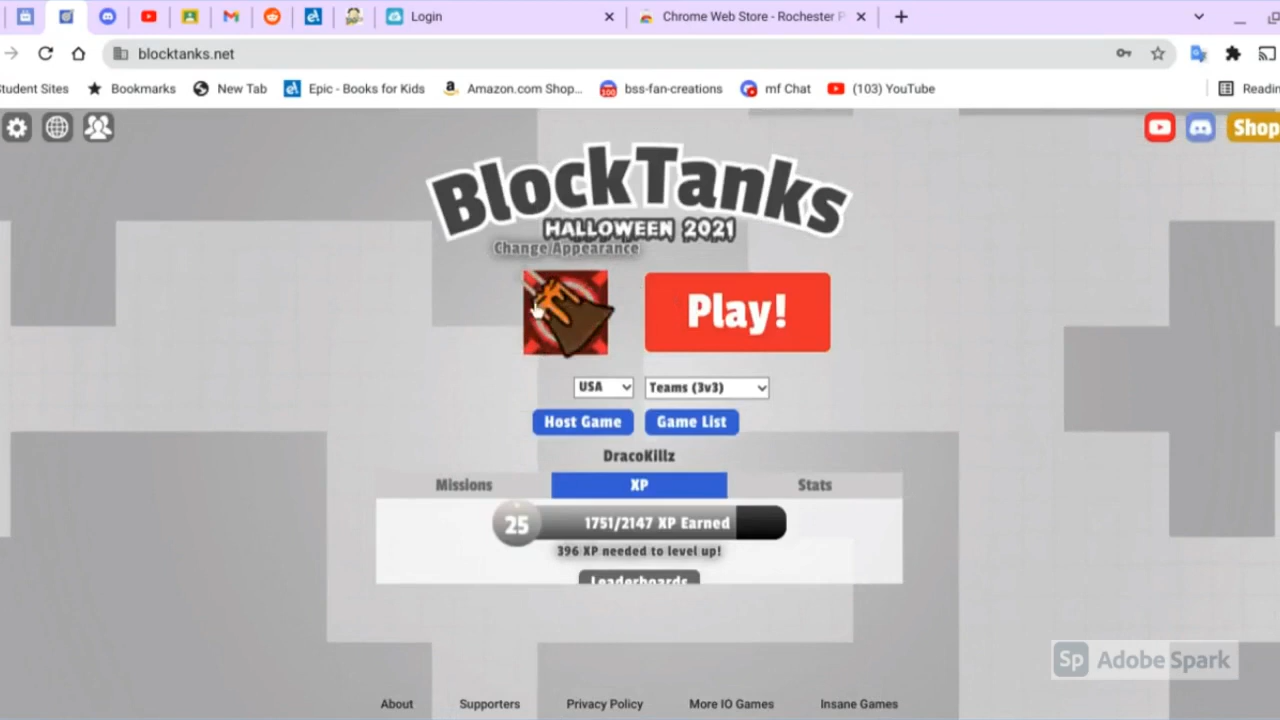 Login
Chrome Web Store - Rochester P
blocktanks.net
tudent Sites
Bookmarks
New Tab
Epic - Books for Kids
Amazon.com Shop...
bss-fan-creations
mf Chat
(103) YouTube
Readin
Shop
BlockTanks
HALLOWEEN 2021
Change Appearance
Play!
USA
Teams (3v3)
Host Game
Game List
DracoKillz
Missions
XP
Stats
25
1751/2147 XP Earned
396 XP needed to level up!
Leaderboards
Sp Adobe Spark
About
Supporters
Privacy Policy
More IO Games
Insane Games